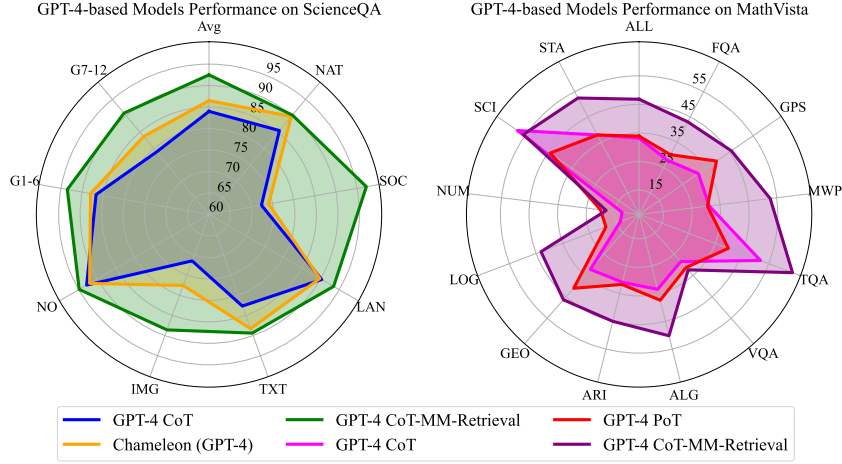 GPT-4-based Models Performance on ScienceQA
Avg
NAT
SOC
LAN
TXT
IMG
NO
G1-6
G7-12
60
65
70
75
80
85
90
95
GPT-4-based Models Performance on MathVista
ALL
FQA
GPS
MWP
TQA
VQA
ALG
ARI
GEO
LOG
NUM
SCI
STA
15
25
35
45
55
GPT-4 CoT
Chameleon (GPT-4)
GPT-4 CoT-MM-Retrieval
GPT-4 CoT
GPT-4 PoT
GPT-4 CoT-MM-Retrieval